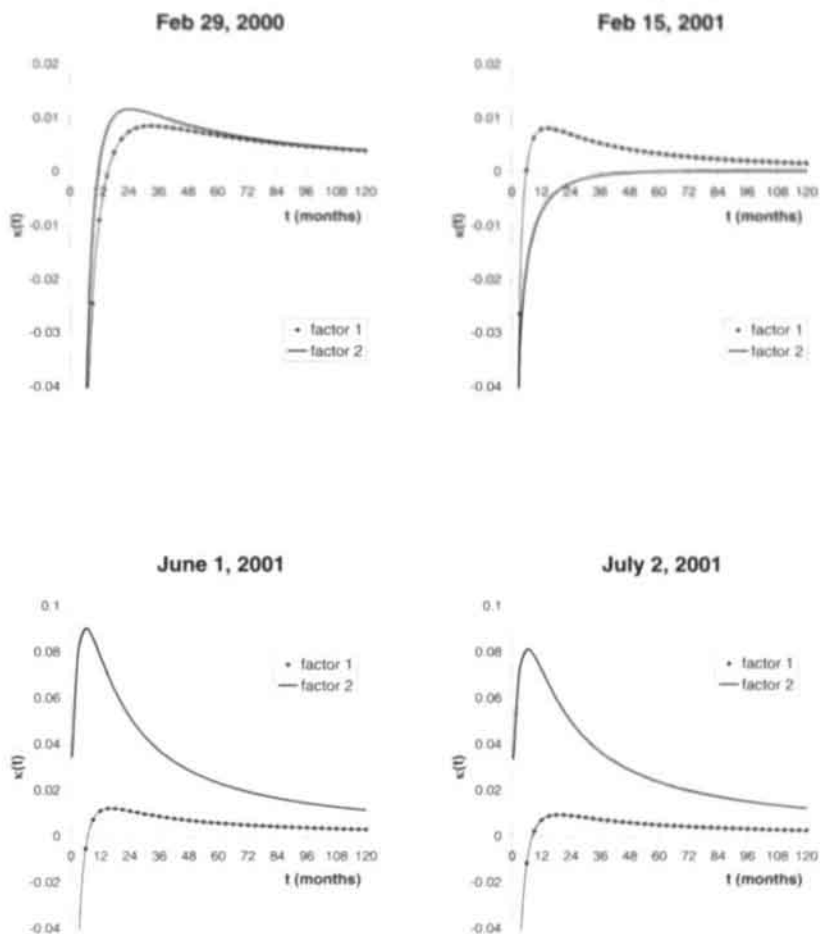 Feb 29, 2000
0.02
0.01
0
-0.01
-0.02
-0.03
-0.04
0 12 24 36 48 60 72 84 96 108 120
t (months)
κ(t)
factor 1
factor 2
Feb 15, 2001
0.02
0.01
0
-0.01
-0.02
-0.03
-0.04
0 12 24 36 48 60 72 84 96 108 120
t (months)
κ(t)
factor 1
factor 2
June 1, 2001
0.1
0.08
0.06
0.04
0.02
0
-0.02
-0.04
0 12 24 36 48 60 72 84 96 108 120
t (months)
κ(t)
factor 1
factor 2
July 2, 2001
0.1
0.08
0.06
0.04
0.02
0
-0.02
-0.04
0 12 24 36 48 60 72 84 96 108 120
t (months)
κ(t)
factor 1
factor 2